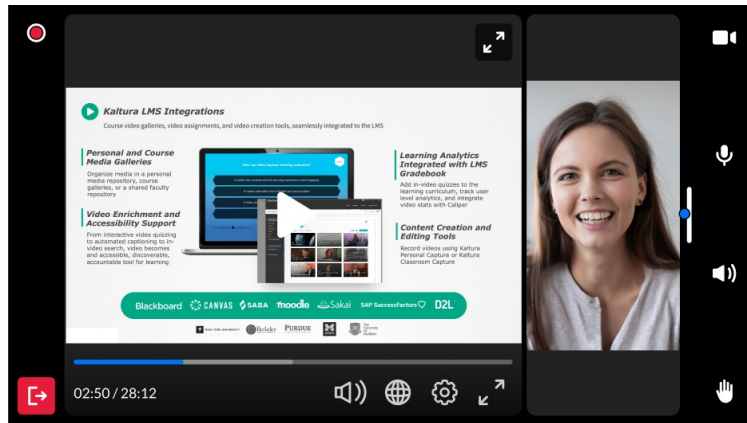 Kaltura LMS Integrations
Course video galleries, video assignments, and video creation tools, seamlessly integrated to the LMS
Personal and Course
Media Galleries
Organize media in a personal
media repository, course
galleries, or a shared faculty
repository
Video Enrichment and
Accessibility Support
From interactive video quizzing
to automated captioning to in-
video search, video becomes
and accessible, discoverable,
accountable tool for learning
Learning Analytics
Integrated with LMS
Gradebook
Add in-video quizzes to the
learning curriculum, track user
level analytics, and integrate
video stats with Caliper
Content Creation and
Editing Tools
Record videos using Kaltura
Personal Capture or Kaltura
Classroom Capture
Blackboard CANVAS SABA moodle Sakai SAP SuccessFactors D2L
NEW YORK UNIVERSITY Berkeley PURDUE M
02:50 / 28:12